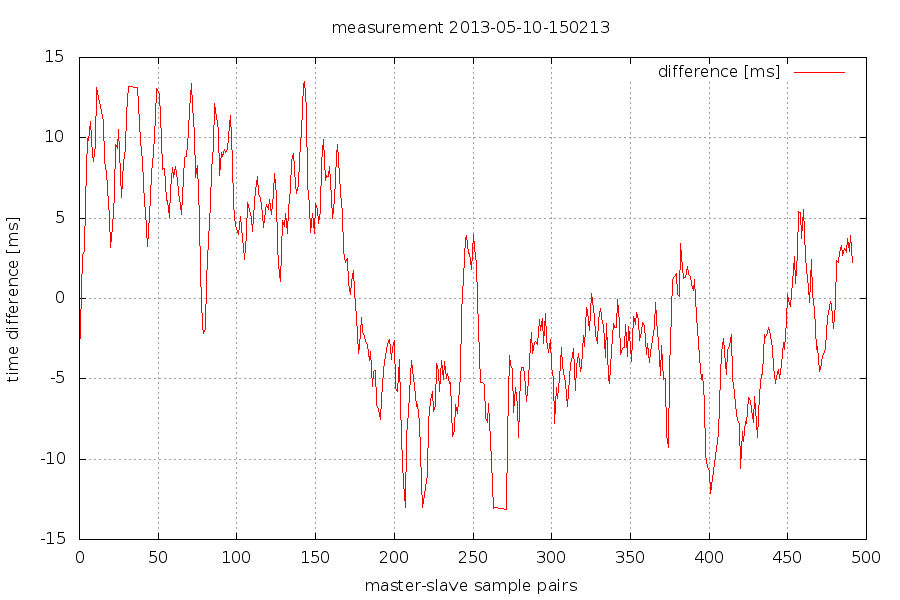 measurement 2013-05-10-150213
difference [ms]
time difference [ms]
15
10
5
0
-5
-10
-15
0 50 100 150 200 250 300 350 400 450 500
master-slave sample pairs